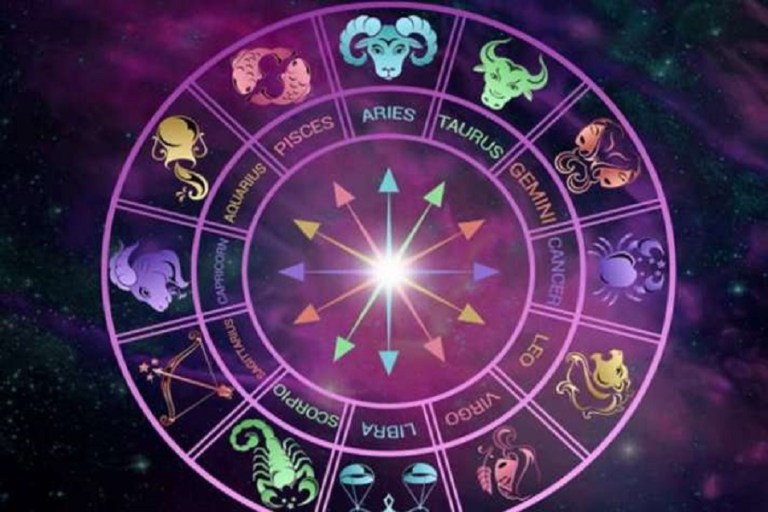 ARIES
TAURUS
GEMINI
CANCER
LEO
VIRGO
LIBRA
SCORPIO
SAGITTARIUS
CAPRICORN
AQUARIUS
PISCES